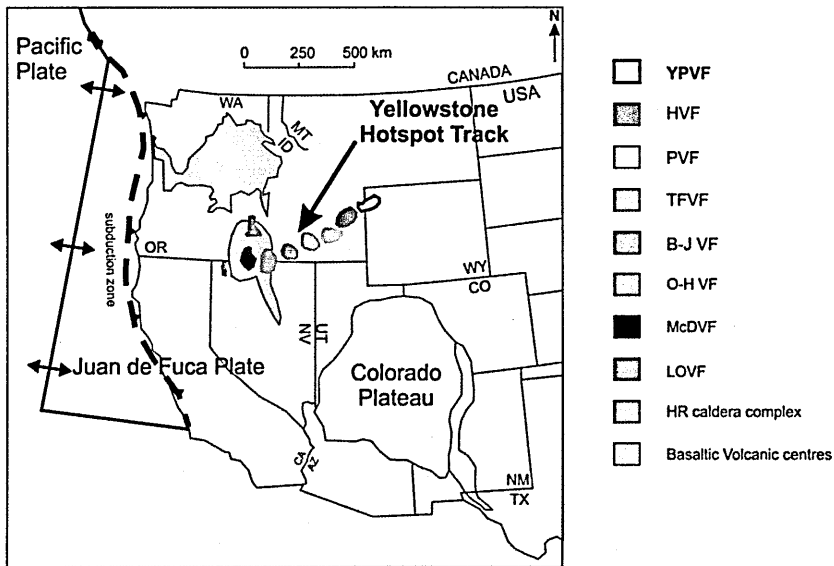 N
Pacific
Plate
0 250 500 km
CANADA
USA
WA
MT
ID
Yellowstone
Hotspot Track
subduction zone
OR
WY
CO
UT
NV
Juan de Fuca Plate
Colorado
Plateau
CA
AZ
NM
TX
YPVF
HVF
PVF
TFVF
B-J VF
O-H VF
McDVF
LOVF
HR caldera complex
Basaltic Volcanic centres